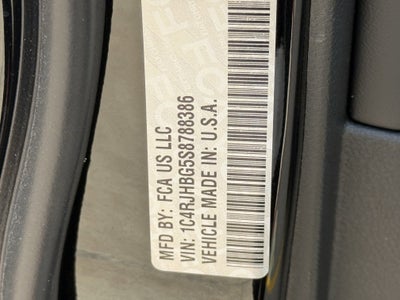 MFD BY: FCA US LLC
VIN: 1C4RJHBG5S8788386
VEHICLE MADE IN: U.S.A.